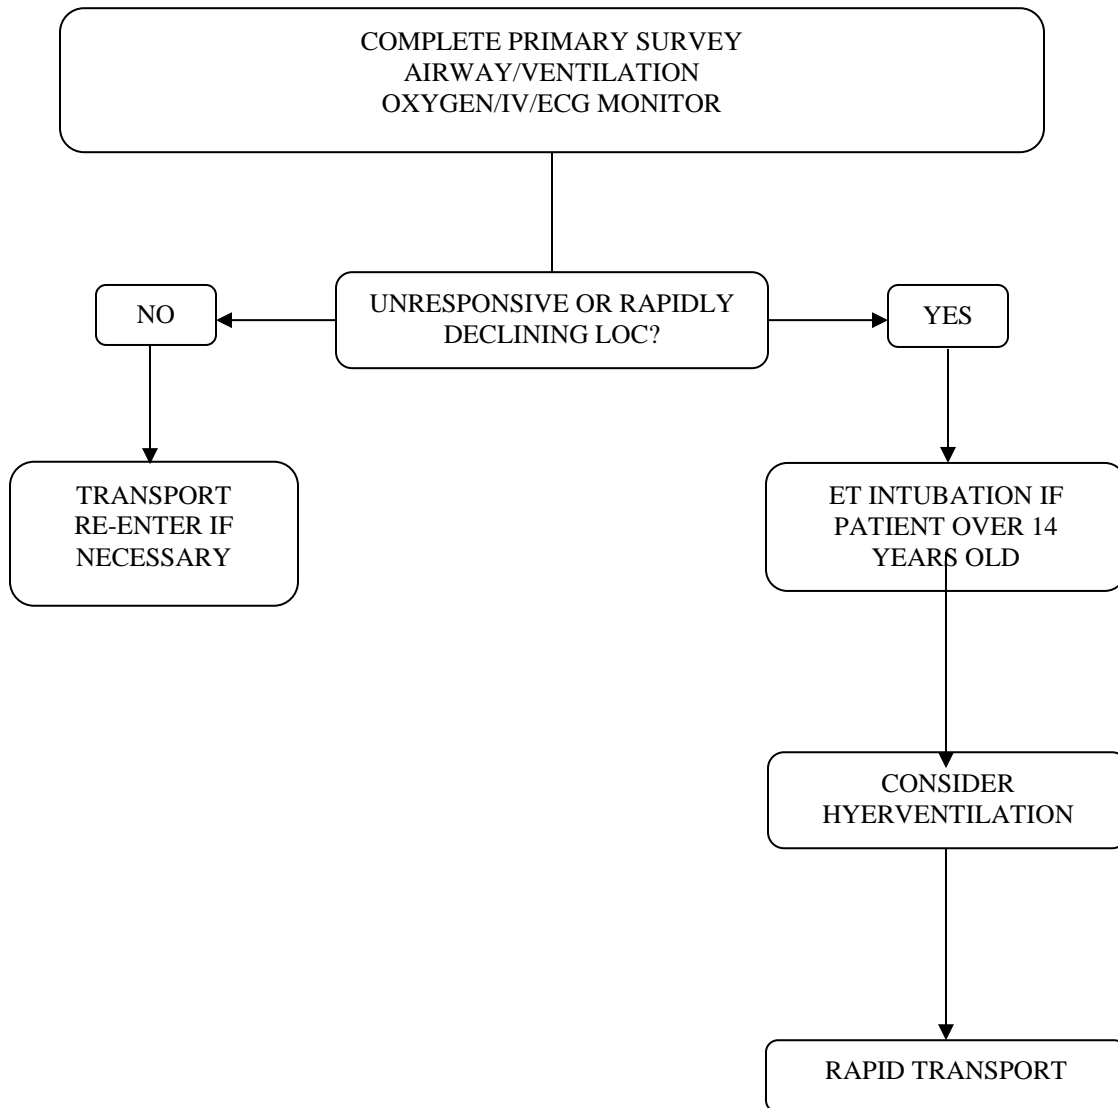 COMPLETE PRIMARY SURVEY
AIRWAY/VENTILATION
OXYGEN/IV/ECG MONITOR
NO
UNRESPONSIVE OR RAPIDLY
DECLINING LOC?
YES
TRANSPORT
RE-ENTER IF
NECESSARY
ET INTUBATION IF
PATIENT OVER 14
YEARS OLD
CONSIDER
HYERVENTILATION
RAPID TRANSPORT